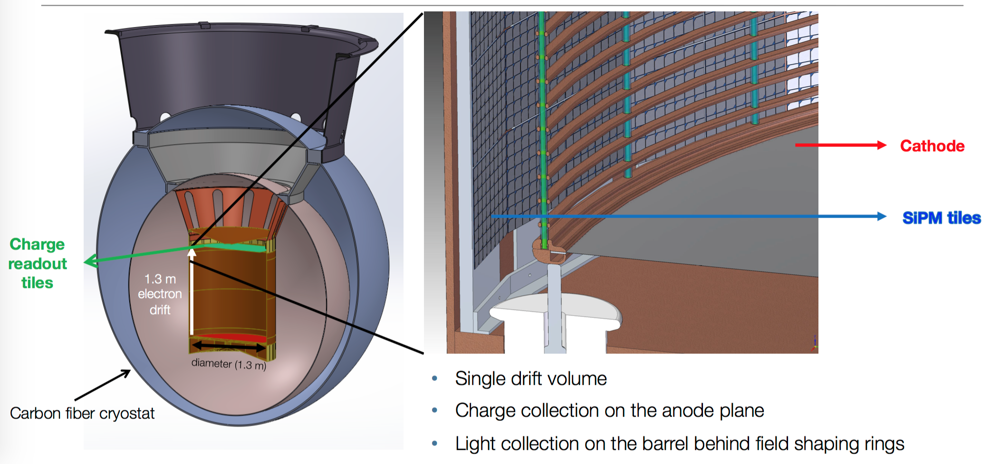 Charge
readout
tiles
1.3 m
electron
drift
diameter (1.3 m)
Carbon fiber cryostat
Cathode
SiPM tiles
• Single drift volume
• Charge collection on the anode plane
• Light collection on the barrel behind field shaping rings